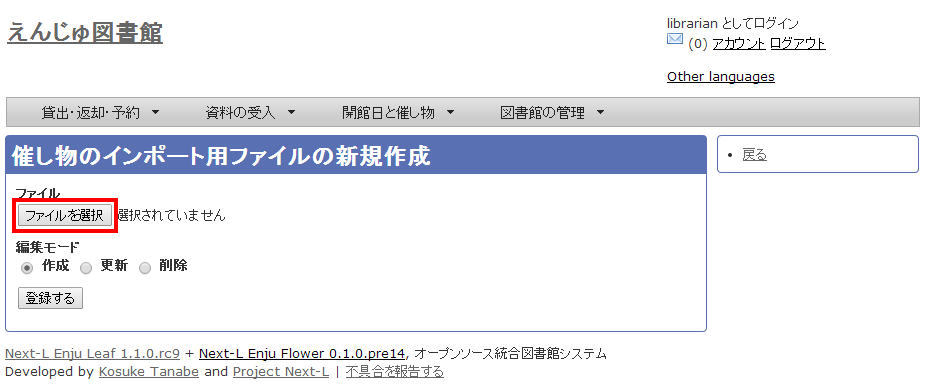 えんじゅ図書館
librarian としてログイン
(0) アカウント ログアウト
Other languages
貸出・返却・予約 ▼ 資料の受入 ▼ 開館日と催し物 ▼ 図書館の管理 ▼
催し物のインポート用ファイルの新規作成
• 戻る
ファイル
ファイルを選択 選択されていません
編集モード
作成 更新 削除
登録する
Next-L Enju Leaf 1.1.0.rc9 + Next-L Enju Flower 0.1.0.pre14, オープンソース統合図書館システム
Developed by Kosuke Tanabe and Project Next-L | 不具合を報告する